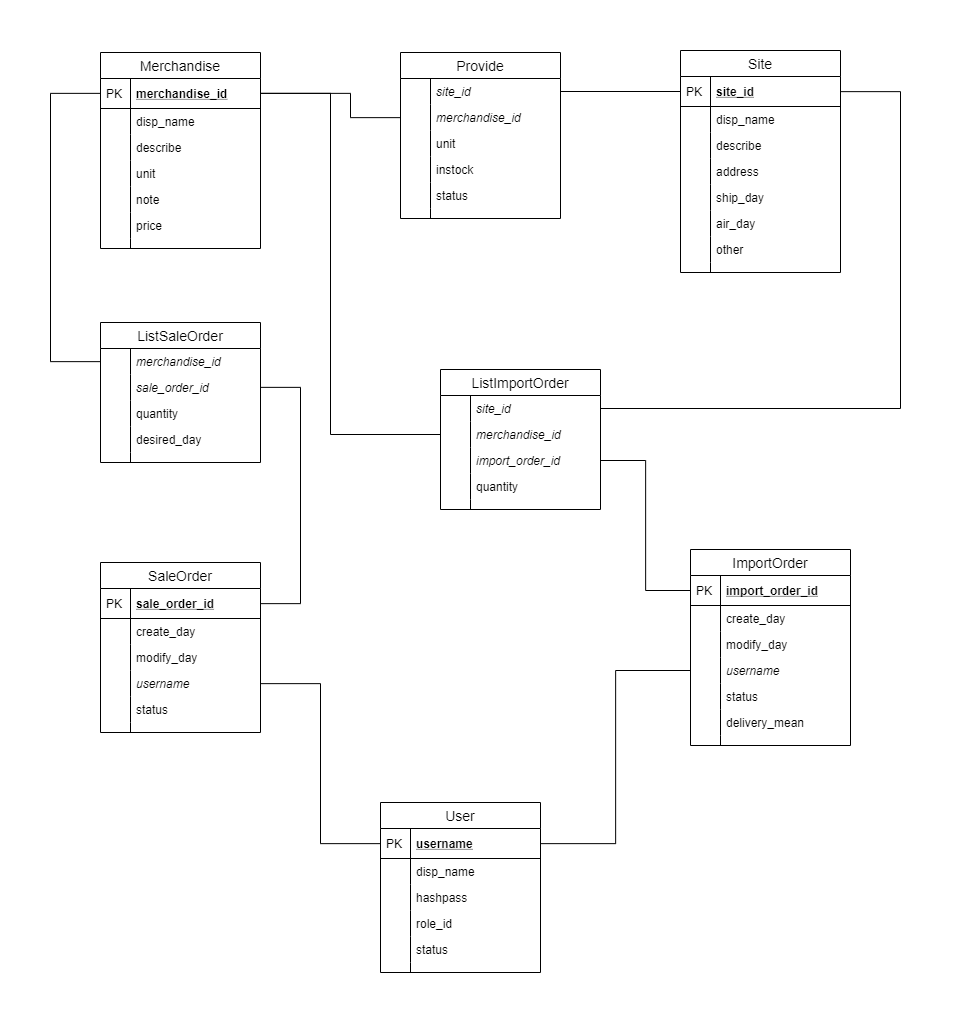 Merchandise
PK merchandise_id
disp_name
describe
unit
note
price
Provide
site_id
merchandise_id
unit
instock
status
Site
PK site_id
disp_name
describe
address
ship_day
air_day
other
ListSaleOrder
merchandise_id
sale_order_id
quantity
desired_day
ListImportOrder
site_id
merchandise_id
import_order_id
quantity
SaleOrder
PK sale_order_id
create_day
modify_day
username
status
ImportOrder
PK import_order_id
create_day
modify_day
username
status
delivery_mean
User
PK username
disp_name
hashpass
role_id
status